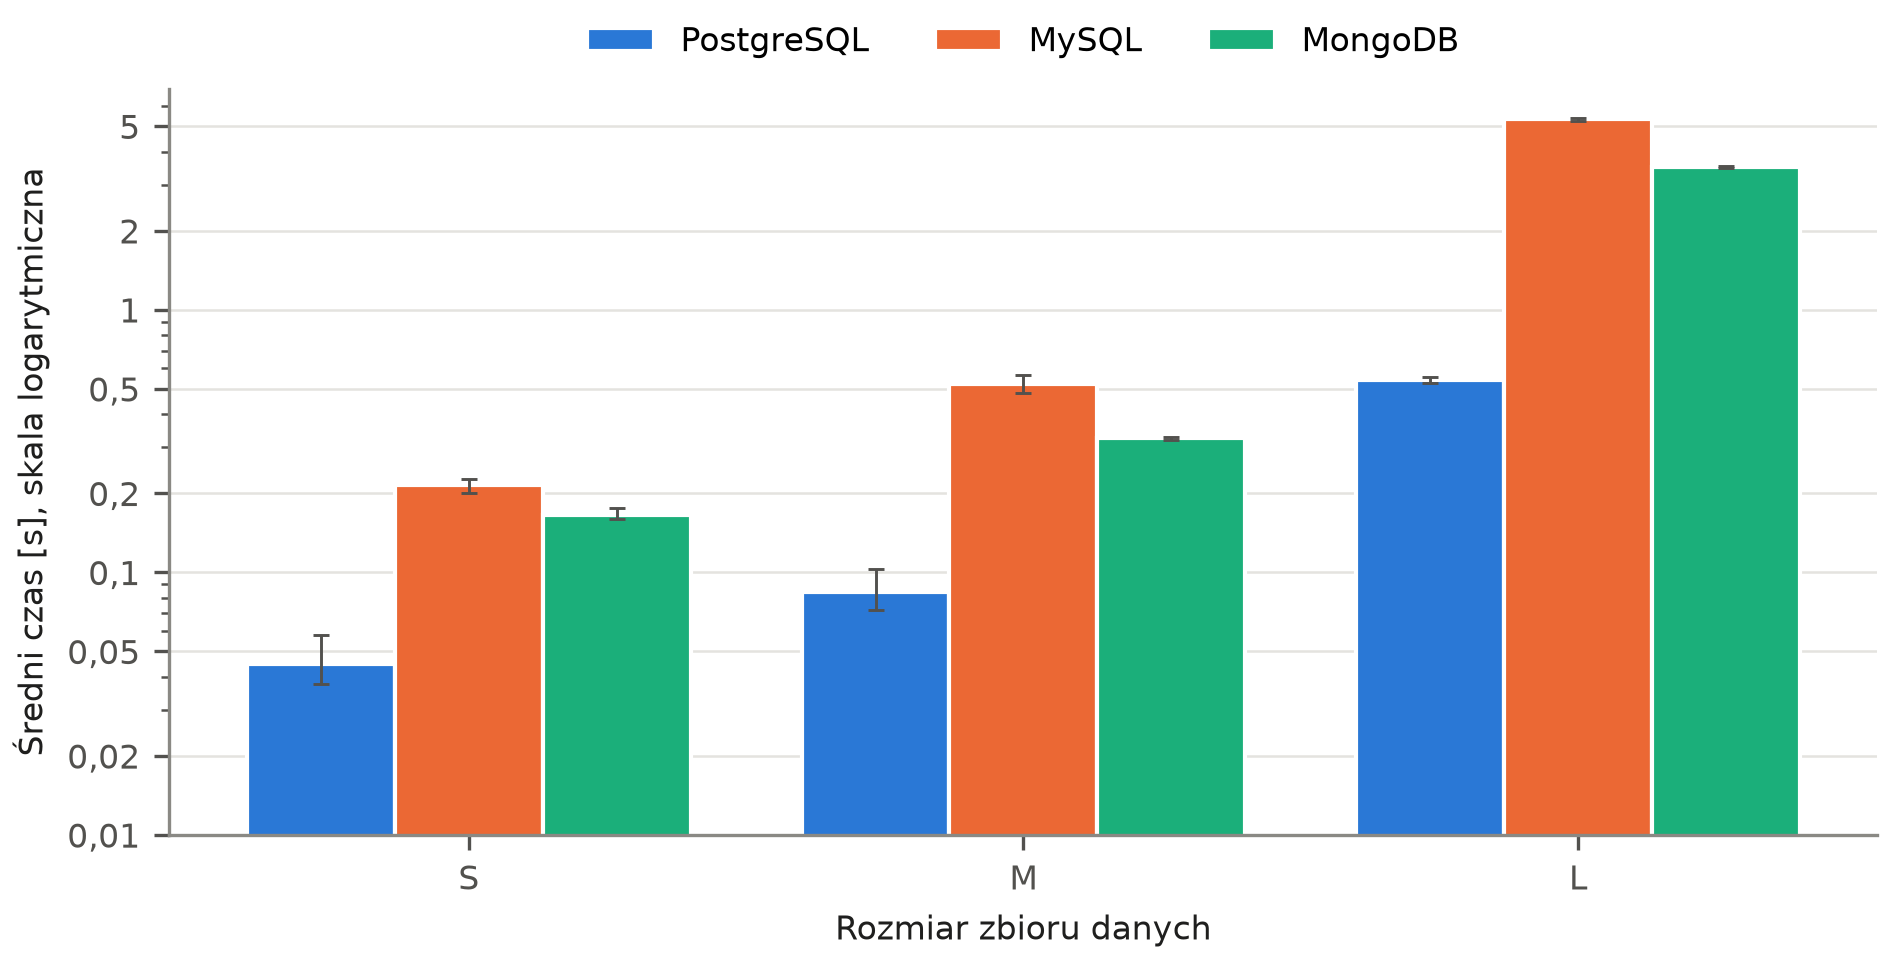 PostgreSQL MySQL MongoDB
Średni czas [s], skala logarytmiczna
5
2
1
0,5
0,2
0,1
0,05
0,02
0,01
S M L
Rozmiar zbioru danych